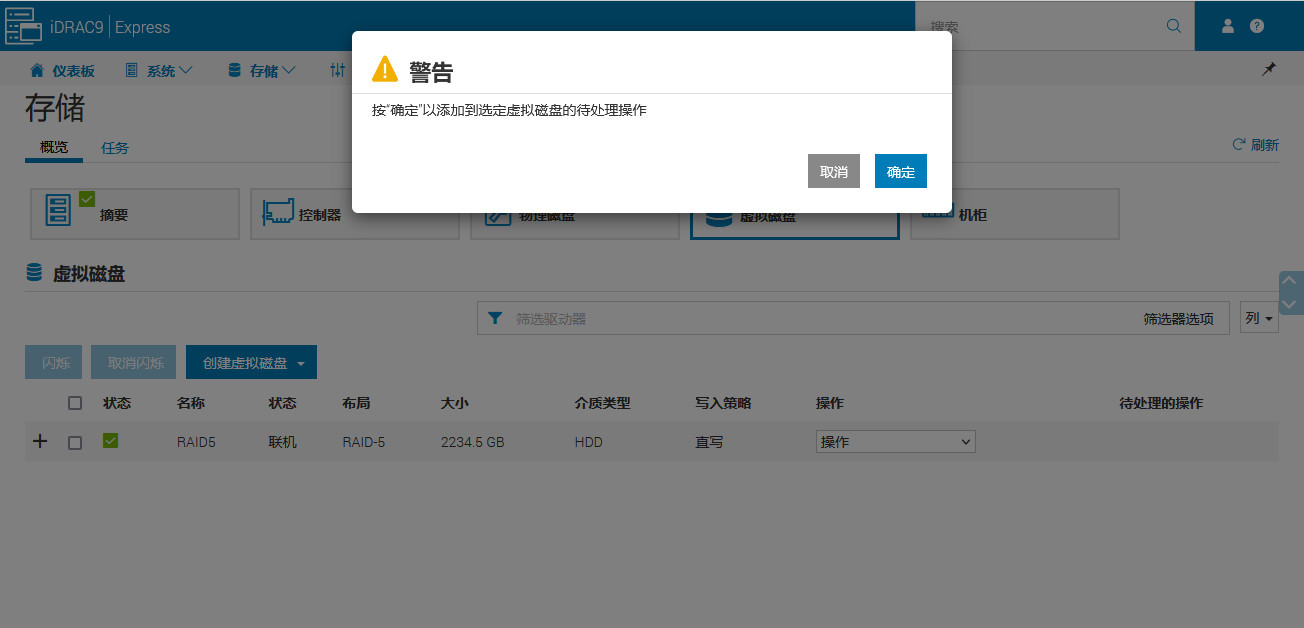 iDRAC9 Express
搜索
仪表板
系统
存储
警告
按“确定”以添加到选定虚拟磁盘的待处理操作
取消
确定
存储
概览
任务
刷新
摘要
控制器
物理磁盘
虚拟磁盘
机柜
虚拟磁盘
筛选驱动器
筛选器选项
列
闪烁
取消闪烁
创建虚拟磁盘
状态 名称 状态 布局 大小 介质类型 写入策略 操作 待处理的操作
RAID5 联机 RAID-5 2234.5 GB HDD 直写 操作